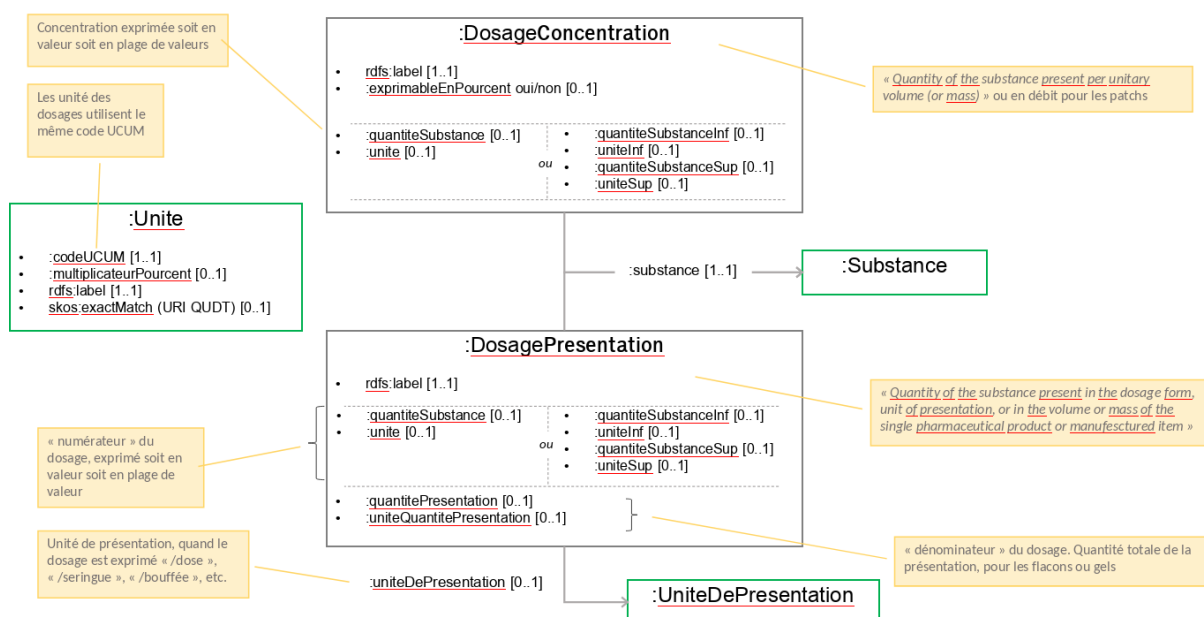 Concentration exprimée soit en
valeur soit en plage de valeurs
:DosageConcentration
• rdfs:label [1..1]
• :exprimableEnPourcent oui/non [0..1]
« Quantity of the substance present per unitary
volume (or mass) » ou en débit pour les patchs
Les unité des
dosages utilisent le
même code UCUM
• :quantiteSubstance [0..1]
• :unite [0..1]
ou
• :quantiteSubstanceInf [0..1]
• :uniteInf [0..1]
• :quantiteSubstanceSup [0..1]
• :uniteSup [0..1]
:Unite
• :codeUCUM [1..1]
• :multiplicateurPourcent [0..1]
• rdfs:label [1..1]
• skos:exactMatch (URI QUDT) [0..1]
:substance [1..1]
:Substance
:DosagePresentation
• rdfs:label [1..1]
« Quantity of the substance present in the dosage form,
unit of presentation, or in the volume or mass of the
single pharmaceutical product or manufesctured item »
• :quantiteSubstance [0..1]
• :unite [0..1]
ou
• :quantiteSubstanceInf [0..1]
• :uniteInf [0..1]
• :quantiteSubstanceSup [0..1]
• :uniteSup [0..1]
« numérateur » du
dosage, exprimé soit en
valeur soit en plage de
valeur
• :quantitePresentation [0..1]
• :uniteQuantitePresentation [0..1]
Unité de présentation, quand le
dosage est exprimé « /dose »,
« /seringue », « /bouffée », etc.
« dénominateur » du dosage. Quantité totale de la
présentation, pour les flacons ou gels
:uniteDePresentation [0..1]
:UniteDePresentation